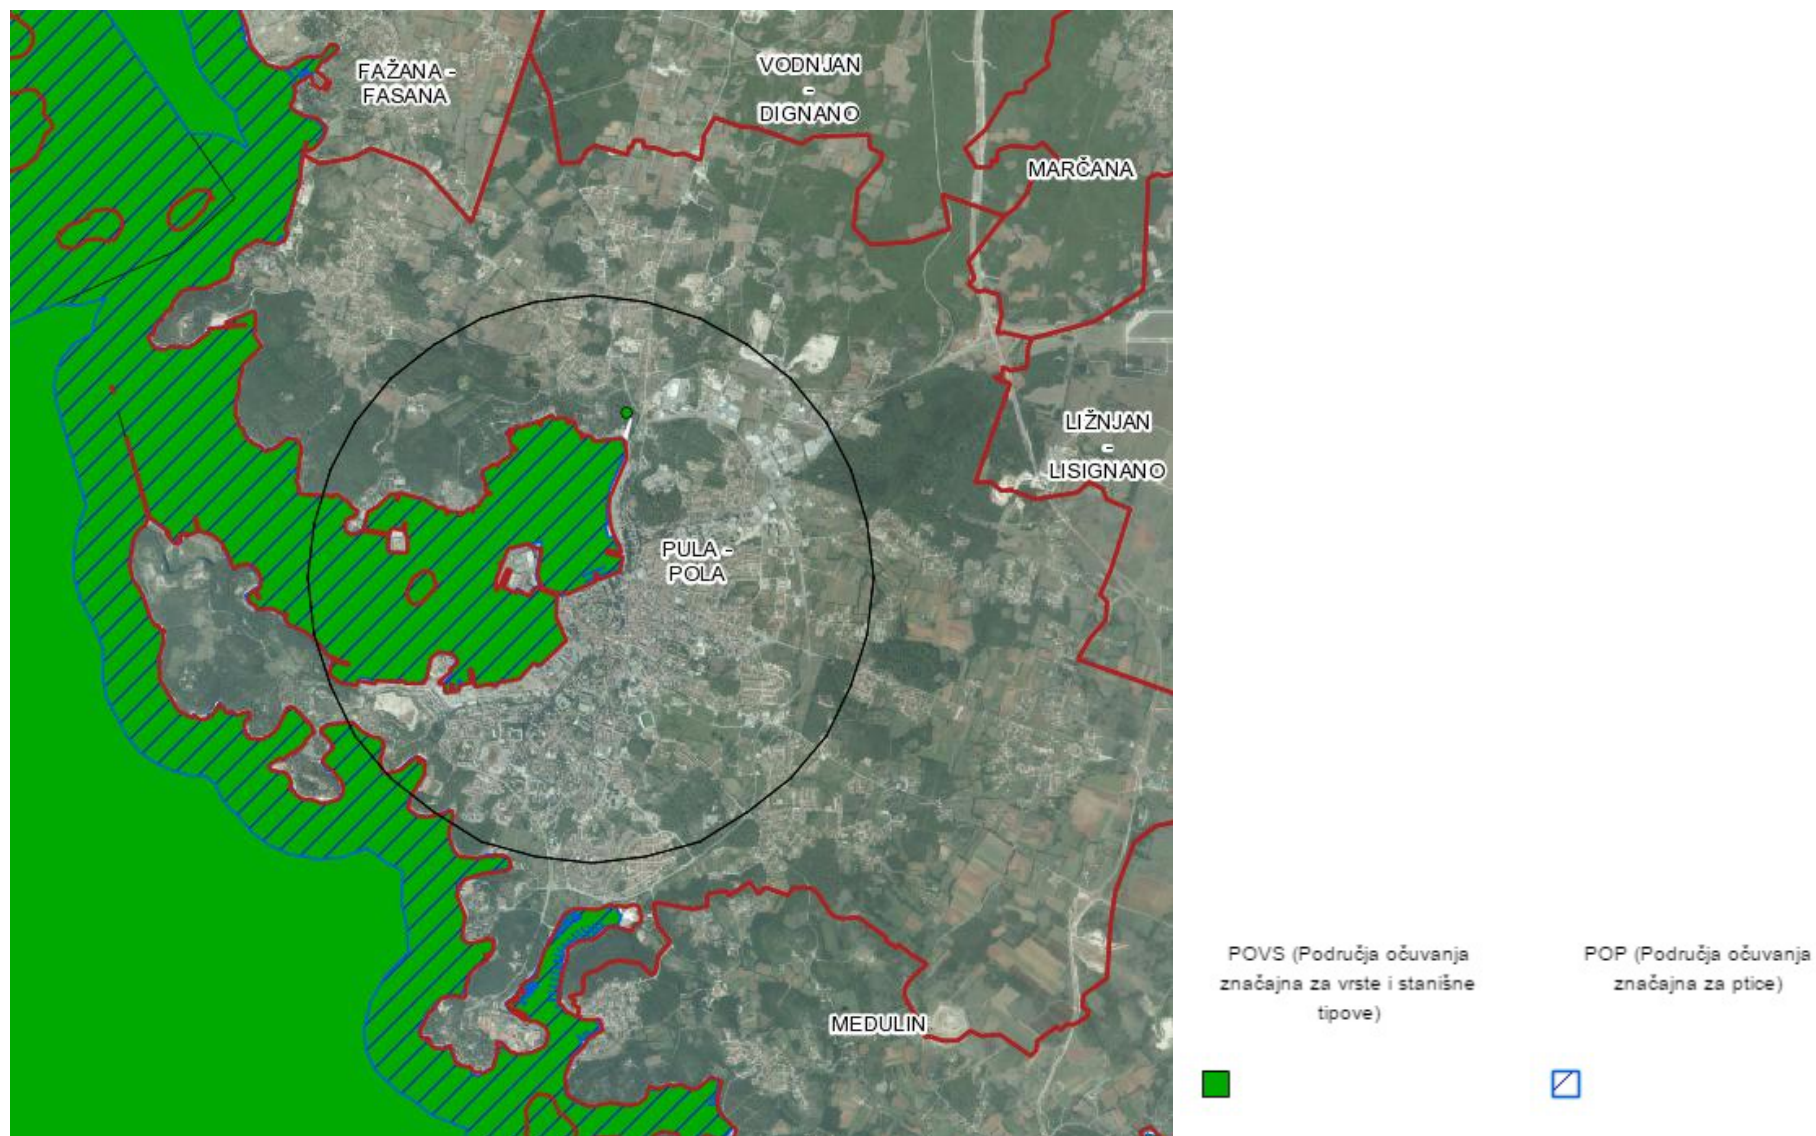 FAŽANA -
FASANA
VODNJAN
-
DIGNANO
MARČANA
LIŽNJAN
-
LISIGNANO
PULA -
POLA
MEDULIN
POVS (Područja očuvanja
značajna za vrste i stanišne
tipove)
POP (Područja očuvanja
značajna za ptice)